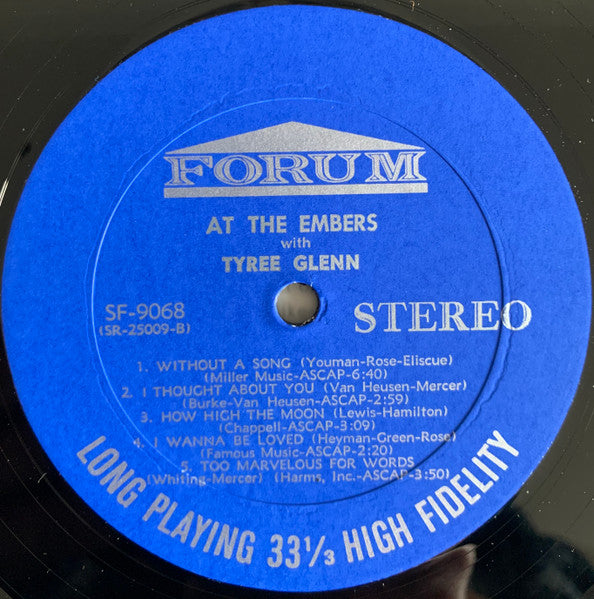 FORUM
AT THE EMBERS
with
TYREE GLENN
SF-9068
(SR-25009-B)
STEREO
1. WITHOUT A SONG (Youman-Rose-Eliscue)
(Miller Music-ASCAP-6:40)
2. I THOUGHT ABOUT YOU (Van Heusen-Mercer)
(Burke-Van Heusen-ASCAP-2:59)
3. HOW HIGH THE MOON (Lewis-Hamilton)
(Chappell-ASCAP-3:09)
4. I WANNA BE LOVED (Heyman-Green-Rose)
(Famous Music-ASCAP-2:20)
5. TOO MARVELOUS FOR WORDS
(Whiting-Mercer) (Harms, Inc.-ASCAP-3:50)
LONG PLAYING 33⅓ HIGH FIDELITY